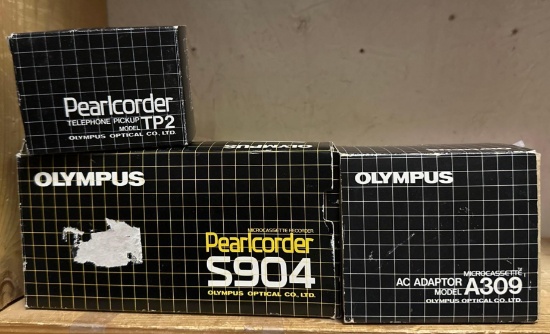 Pearlcorder
TELEPHONE PICKUP
MODEL TP2
OLYMPUS OPTICAL CO., LTD.
OLYMPUS
MICROCASSETTE RECORDER
Pearlcorder
S904
OLYMPUS OPTICAL CO., LTD.
OLYMPUS
MICROCASSETTE
AC ADAPTOR
MODEL A309
OLYMPUS OPTICAL CO., LTD.